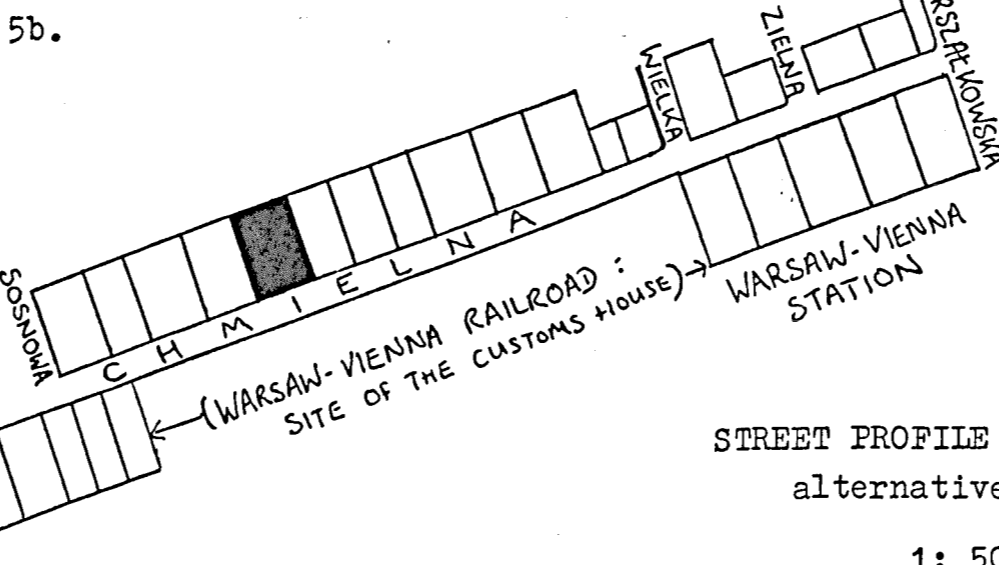 5b.
SOSNOWA
CHMIELNA
WIELKA
ZIELNA
RSZAŁKOWSKA
(WARSAW-VIENNA RAILROAD:
SITE OF THE CUSTOMS HOUSE)
WARSAW-VIENNA
STATION
STREET PROFILE
alternative
1: 50